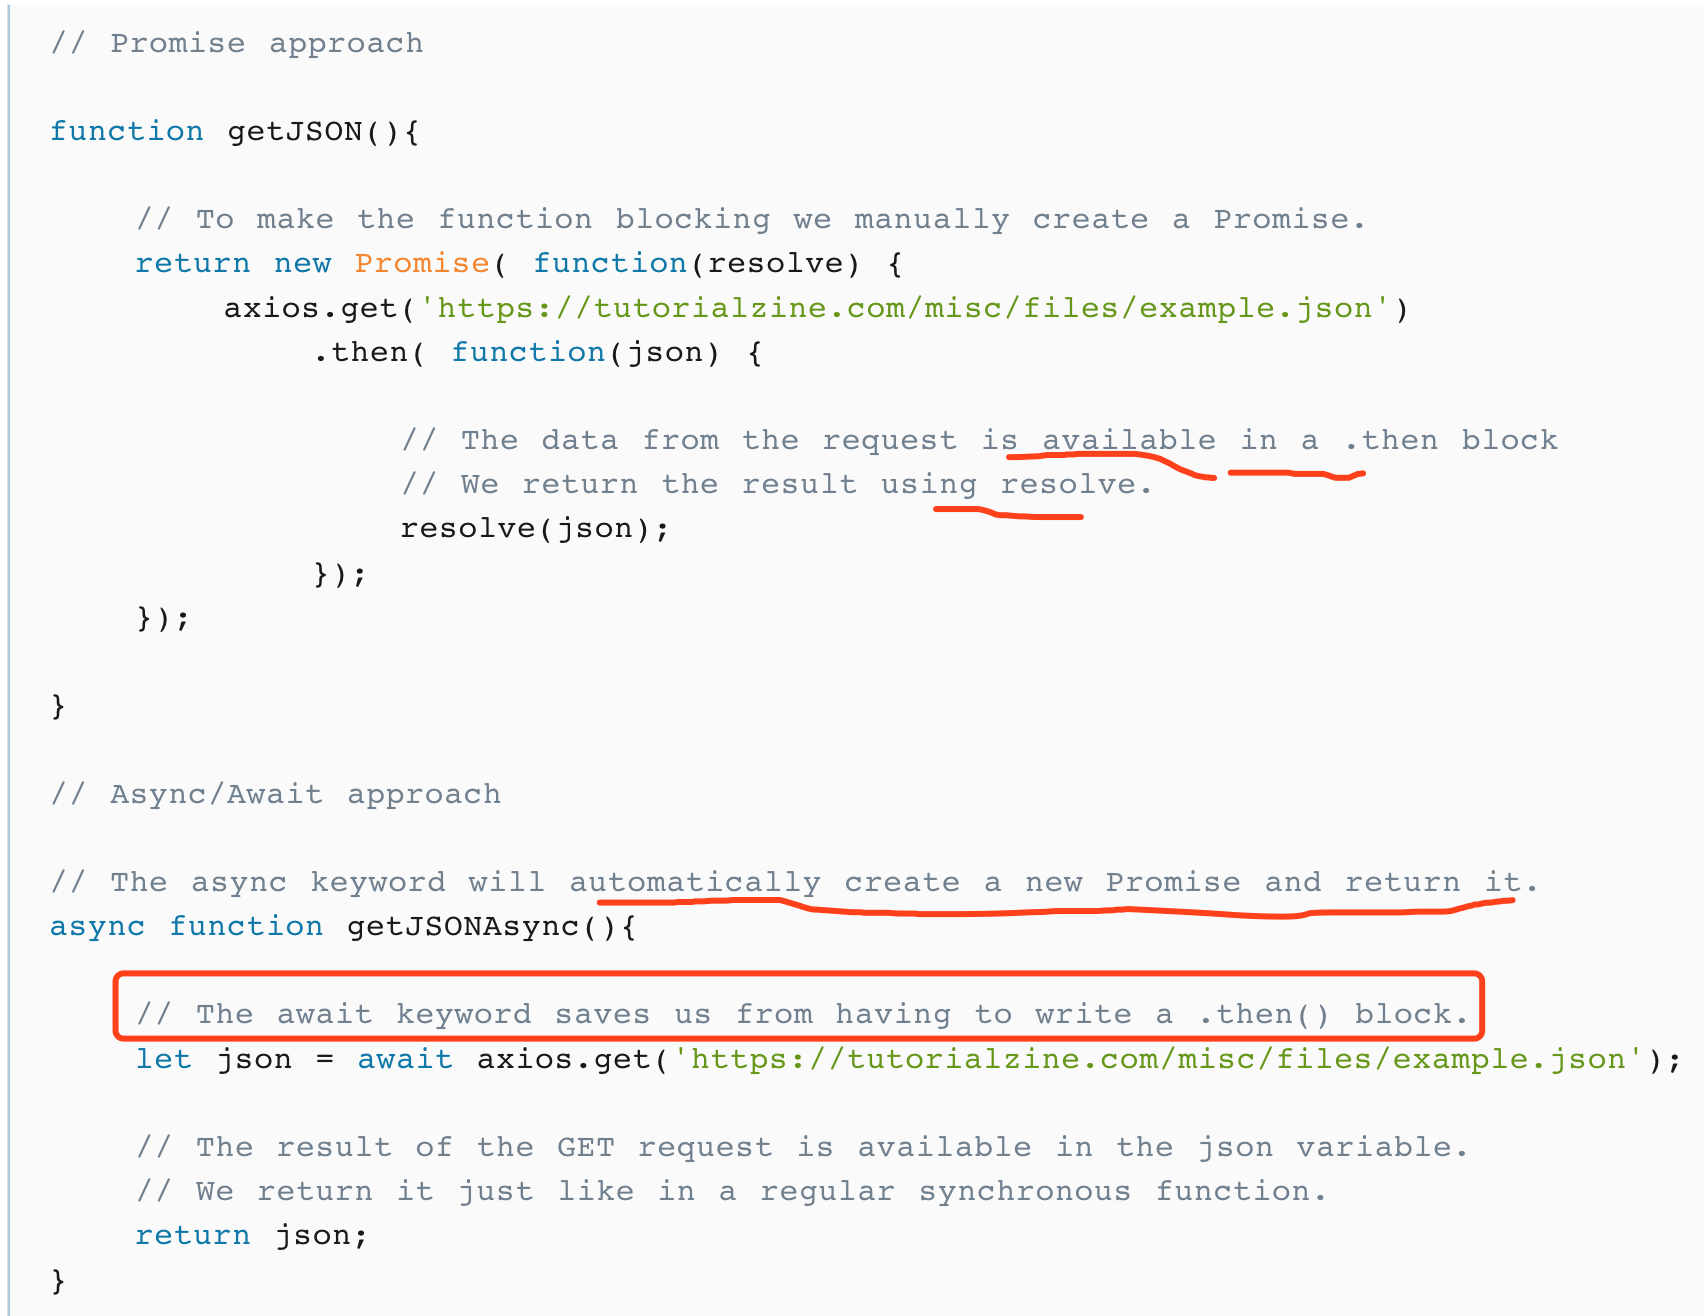 // Promise approach
function getJSON(){
// To make the function blocking we manually create a Promise.
return new Promise( function(resolve) {
axios.get('https://tutorialzine.com/misc/files/example.json')
.then( function(json) {
// The data from the request is available in a .then block
// We return the result using resolve.
resolve(json);
});
});
}
// Async/Await approach
// The async keyword will automatically create a new Promise and return it.
async function getJSONAsync(){
// The await keyword saves us from having to write a .then() block.
let json = await axios.get('https://tutorialzine.com/misc/files/example.json');
// The result of the GET request is available in the json variable.
// We return it just like in a regular synchronous function.
return json;
}